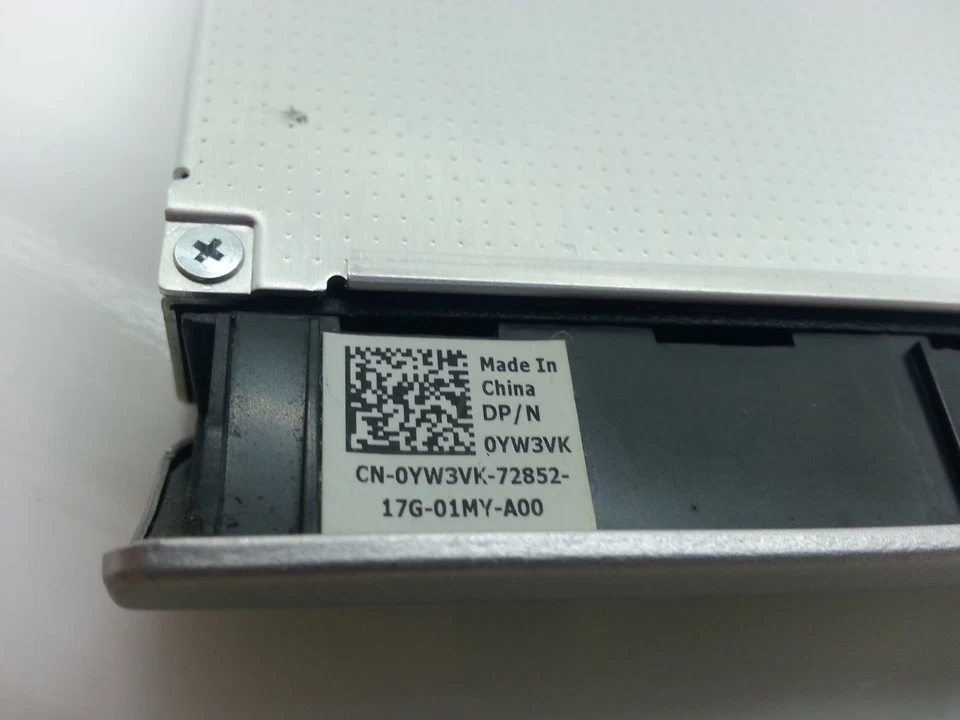 Made In
China
DP/N
0YW3VK
CN-0YW3VK-72852-
17G-01MY-A00